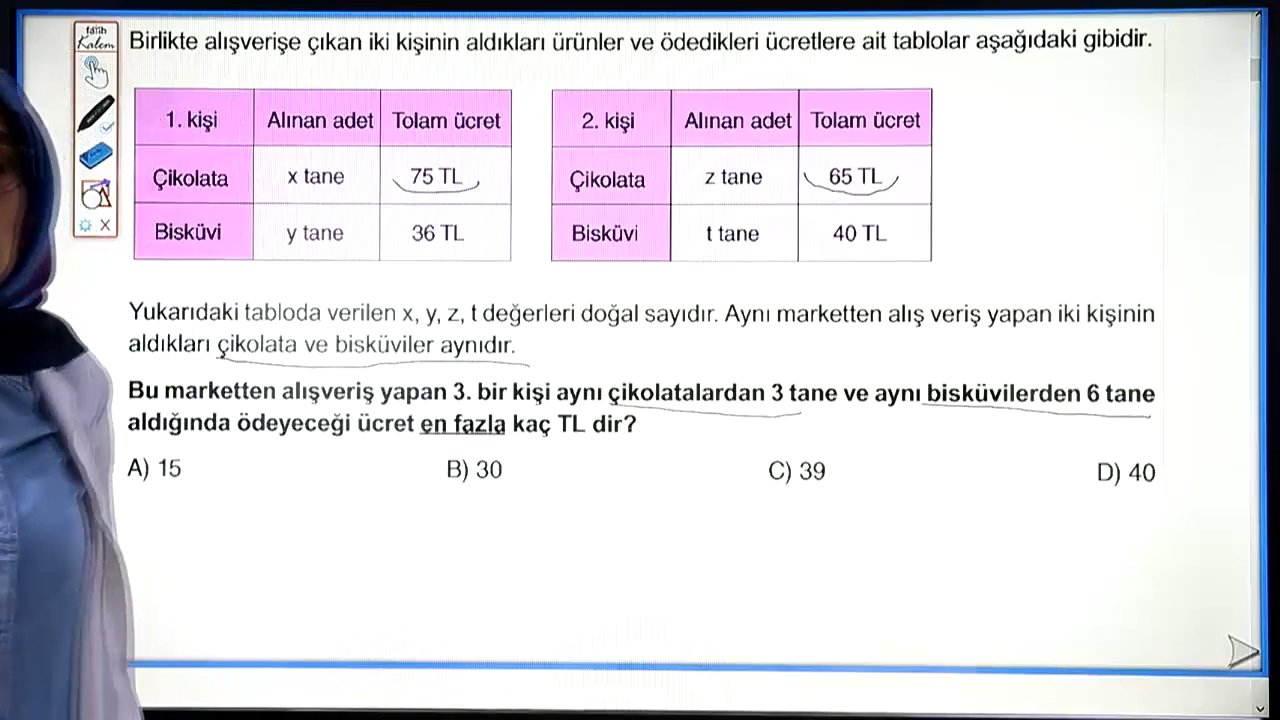 fatih
Kalem
Birlikte alışverişe çıkan iki kişinin aldıkları ürünler ve ödedikleri ücretlere ait tablolar aşağıdaki gibidir.
1. kişi Alınan adet Tolam ücret
Çikolata x tane 75 TL
Bisküvi y tane 36 TL
2. kişi Alınan adet Tolam ücret
Çikolata z tane 65 TL
Bisküvi t tane 40 TL
Yukarıdaki tabloda verilen x, y, z, t değerleri doğal sayıdır. Aynı marketten alış veriş yapan iki kişinin
aldıkları çikolata ve bisküviler aynıdır.
Bu marketten alışveriş yapan 3. bir kişi aynı çikolatalardan 3 tane ve aynı bisküvilerden 6 tane
aldığında ödeyeceği ücret en fazla kaç TL dir?
A) 15 B) 30 C) 39 D) 40